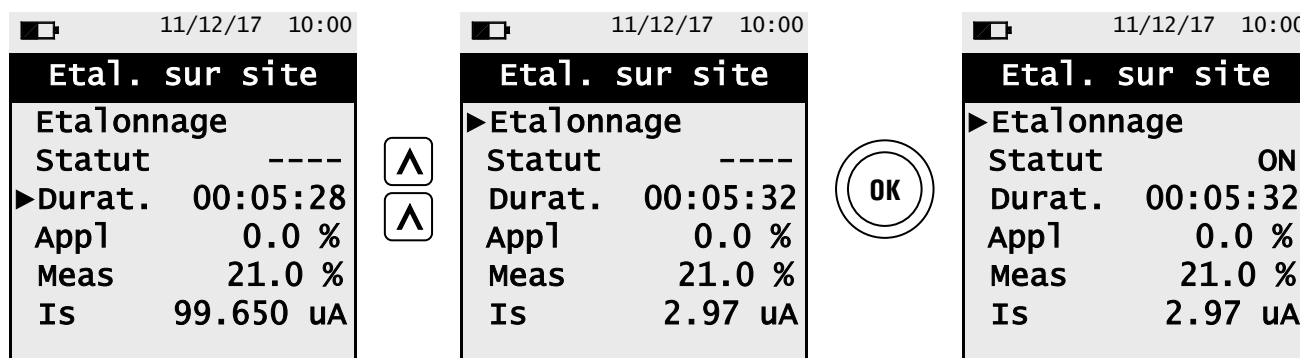 11/12/17 10:00
Etal. sur site
Etalonnage
Statut ----
►Durat. 00:05:28
Appl 0.0 %
Meas 21.0 %
Is 99.650 uA
11/12/17 10:00
Etal. sur site
►Etalonnage
Statut ----
Durat. 00:05:32
Appl 0.0 %
Meas 21.0 %
Is 2.97 uA
OK
11/12/17 10:00
Etal. sur site
►Etalonnage
Statut ON
Durat. 00:05:32
Appl 0.0 %
Meas 21.0 %
Is 2.97 uA